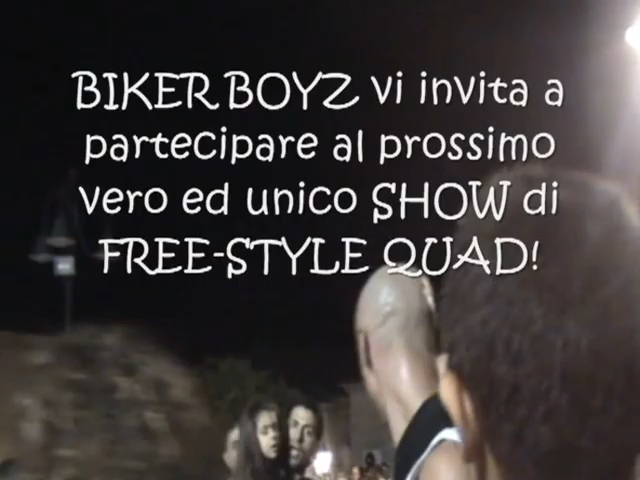 BIKER BOYZ vi invita a
partecipare al prossimo
vero ed unico SHOW di
FREE-STYLE QUAD!